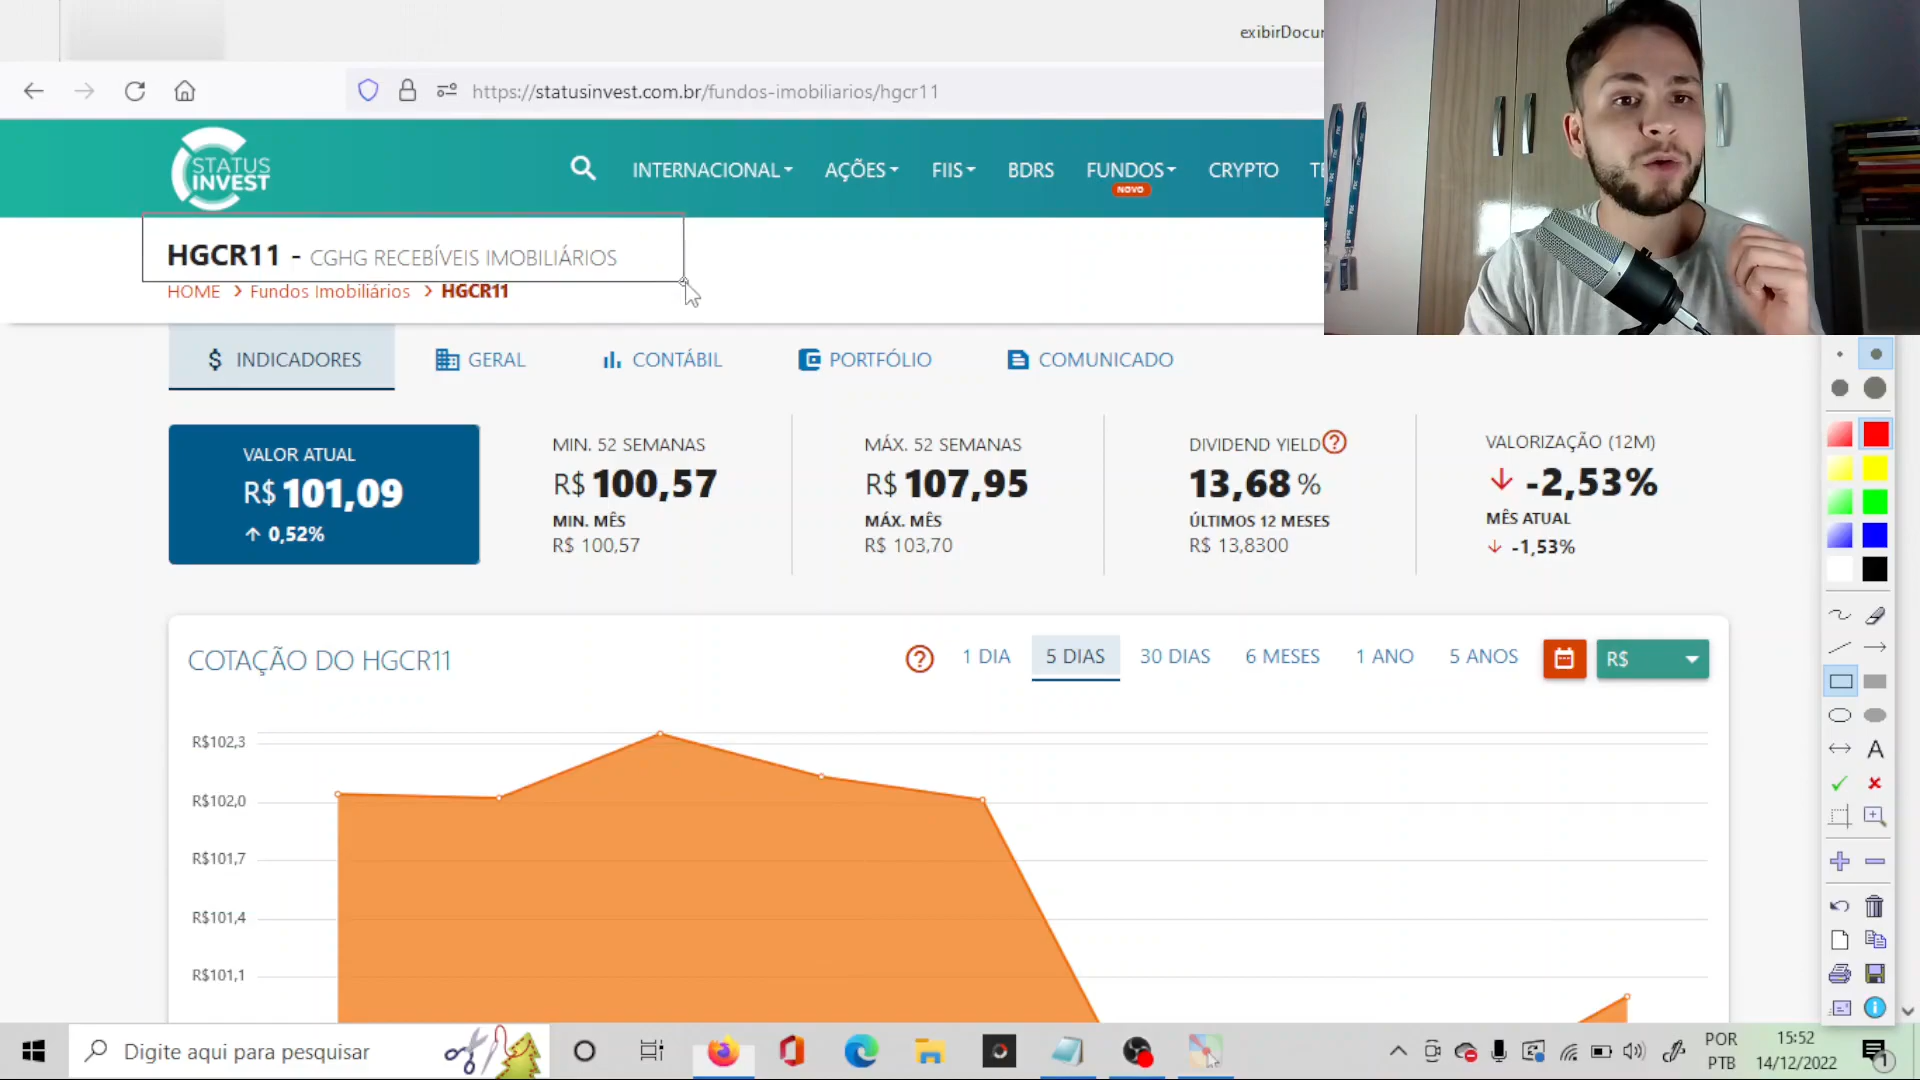 exibirDocum
https://statusinvest.com.br/fundos-imobiliarios/hgcr11
STATUS
INVEST
INTERNACIONAL
AÇÕES
FIIS
BDRS
FUNDOS
NOVO
CRYPTO
HGCR11 - CGHG RECEBÍVEIS IMOBILIÁRIOS
HOME > Fundos Imobiliários > HGCR11
$ INDICADORES
GERAL
CONTÁBIL
PORTFÓLIO
COMUNICADO
VALOR ATUAL
R$ 101,09
↑ 0,52%
MIN. 52 SEMANAS
R$ 100,57
MIN. MÊS
R$ 100,57
MÁX. 52 SEMANAS
R$ 107,95
MÁX. MÊS
R$ 103,70
DIVIDEND YIELD ?
13,68 %
ÚLTIMOS 12 MESES
R$ 13,8300
VALORIZAÇÃO (12M)
↓ -2,53%
MÊS ATUAL
↓ -1,53%
COTAÇÃO DO HGCR11
? 1 DIA 5 DIAS 30 DIAS 6 MESES 1 ANO 5 ANOS R$
R$102,3
R$102,0
R$101,7
R$101,4
R$101,1
A
Digite aqui para pesquisar
POR
PTB
15:52
14/12/2022
1